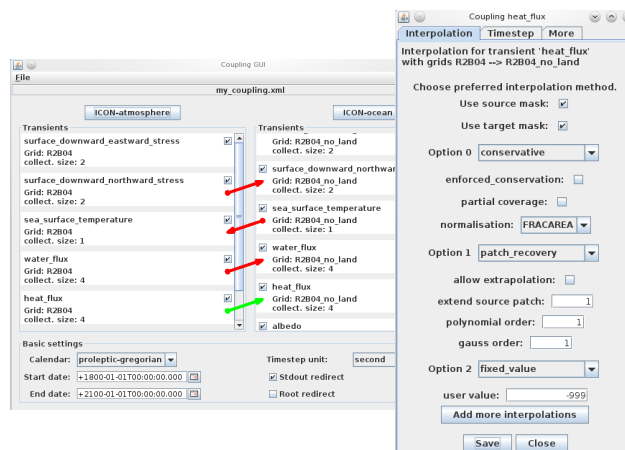 Coupling GUI
File
my_coupling.xml
ICON-atmosphere
ICON-ocean
Transients
surface_downward_eastward_stress
Grid: R2B04
collect. size: 2
surface_downward_northward_stress
Grid: R2B04
collect. size: 2
sea_surface_temperature
Grid: R2B04
collect. size: 1
water_flux
Grid: R2B04
collect. size: 4
heat_flux
Grid: R2B04
collect. size: 4
Transients
Grid: R2B04_no_land
collect. size: 2
surface_downward_northwar
Grid: R2B04_no_land
collect. size: 2
sea_surface_temperature
Grid: R2B04_no_land
collect. size: 1
water_flux
Grid: R2B04_no_land
collect. size: 4
heat_flux
Grid: R2B04_no_land
collect. size: 4
albedo
Basic settings
Calendar: proleptic-gregorian
Timestep unit: second
Start date: +1800-01-01T00:00:00.000
Stdout redirect
End date: +2100-01-01T00:00:00.000
Root redirect
Coupling heat_flux
Interpolation Timestep More
Interpolation for transient 'heat_flux'
with grids R2B04 --> R2B04_no_land
Choose preferred interpolation method.
Use source mask:
Use target mask:
Option 0 conservative
enforced_conservation:
partial coverage:
normalisation: FRACAREA
Option 1 patch_recovery
allow extrapolation:
extend source patch: 1
polynomial order: 1
gauss order: 1
Option 2 fixed_value
user value: -999
Add more interpolations
Save Close